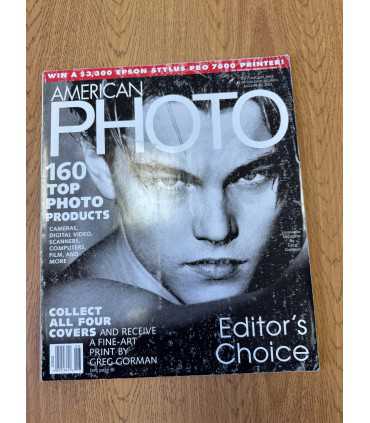 WIN A $3,300 EPSON STYLUS PRO 7600 PRINTER!
AMERICAN
PHOTO
160
TOP
PHOTO
PRODUCTS
CAMERAS,
DIGITAL VIDEO,
SCANNERS,
COMPUTERS,
FILM, AND
MORE
COLLECT
ALL FOUR
COVERS AND RECEIVE
A FINE-ART
PRINT BY
GREG GORMAN
Editor's
Choice